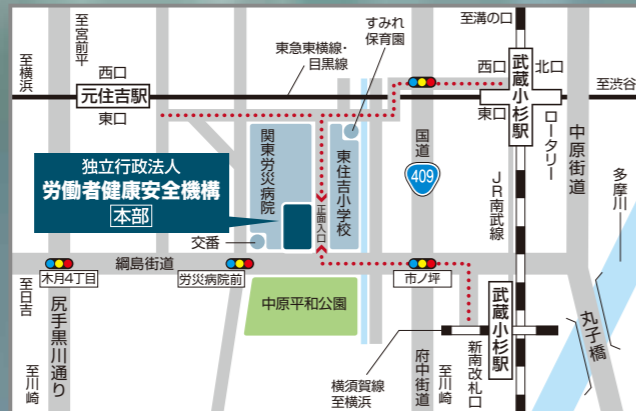 至宮前平
至横浜
西口
元住吉駅
東口
東急東横線・
目黒線
すみれ
保育園
至溝の口
西口
北口
武蔵小杉駅
至渋谷
東口
ロータリー
中原街道
多摩川
国道
409
JR南武線
関東労災病院
東住吉小学校
正面入口
独立行政法人
労働者健康安全機構
本部
交番
綱島街道
木月4丁目
労災病院前
市ノ坪
至日吉
尻手黒川通り
至川崎
中原平和公園
横須賀線
至横浜
府中街道
至川崎
新南改札口
武蔵小杉駅
丸子橋